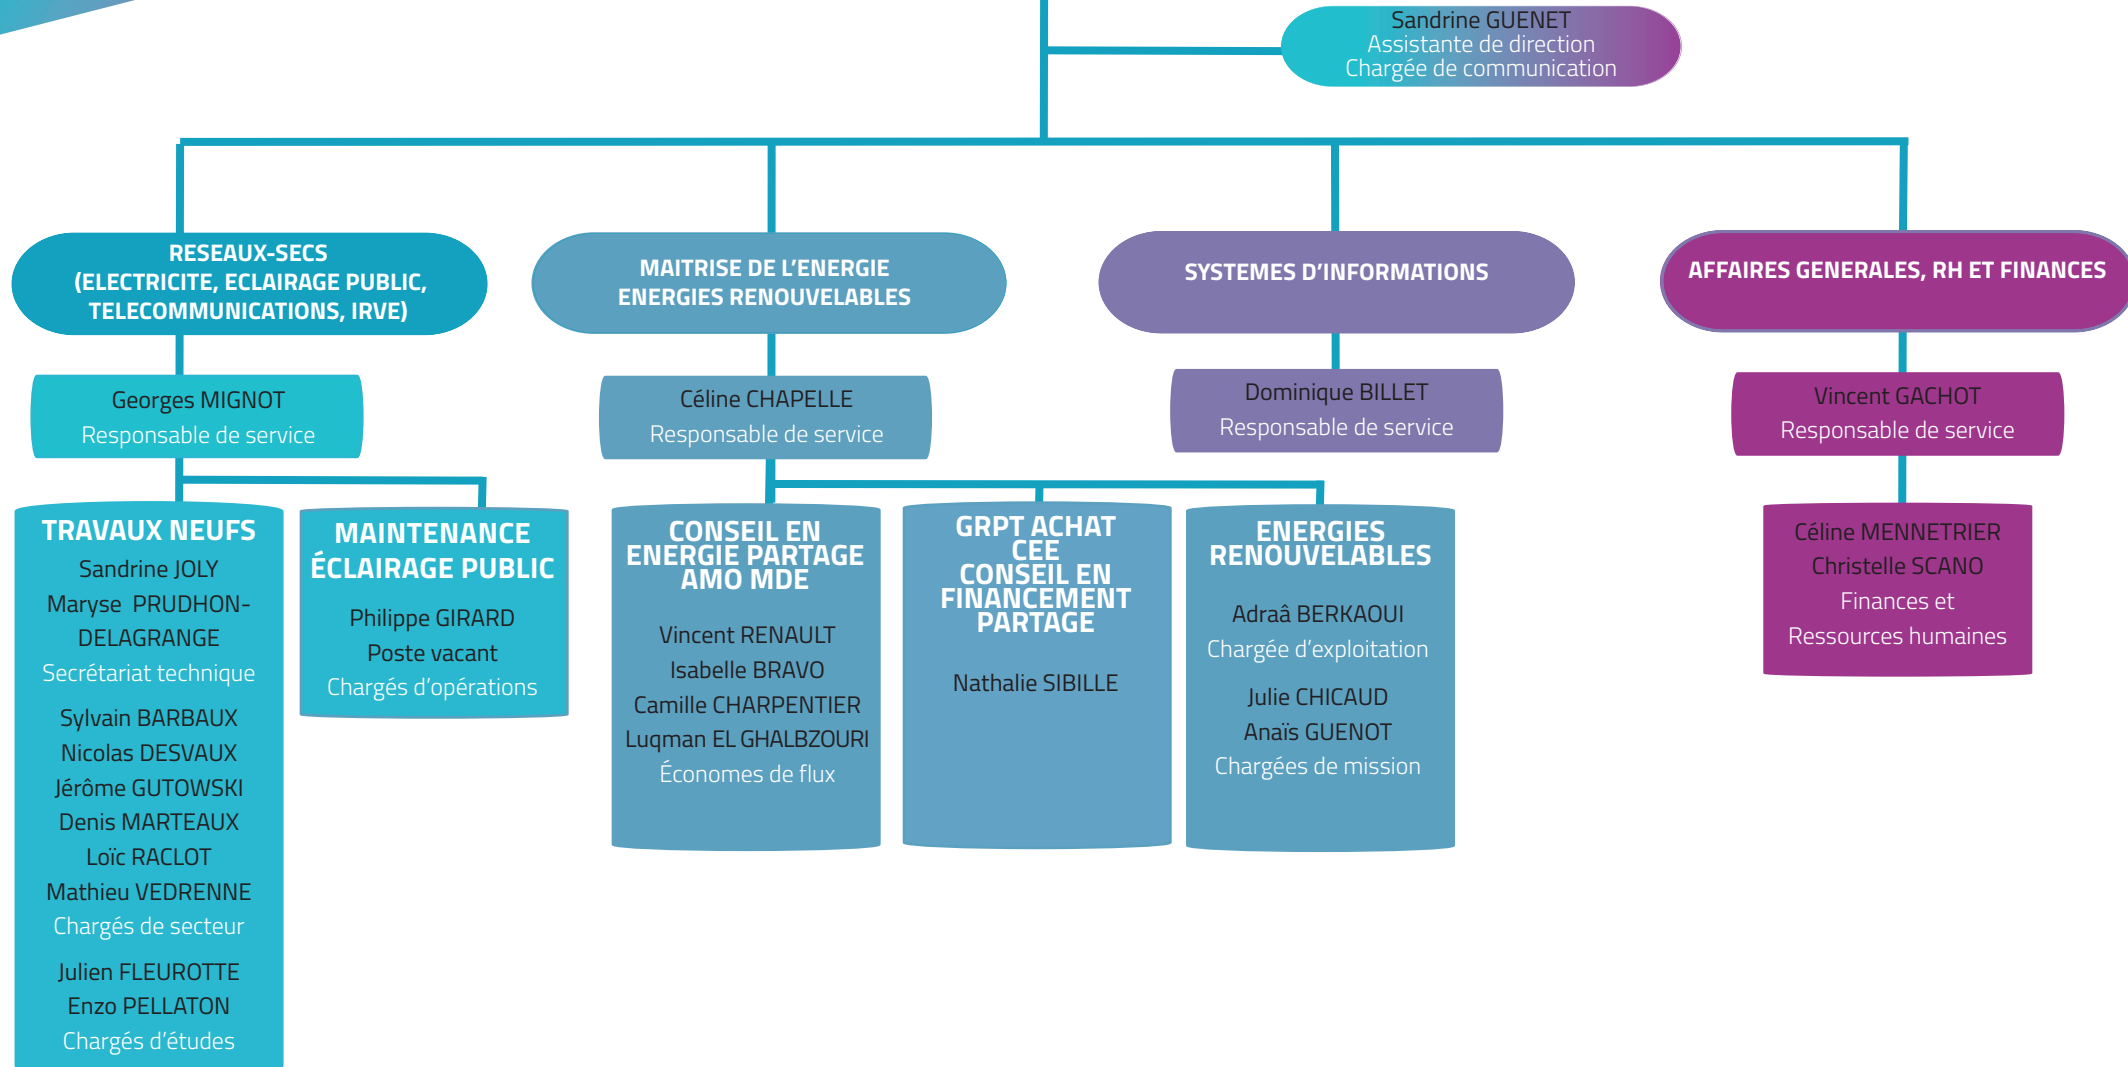 Sandrine GUENET
Assistante de direction
Chargée de communication
RESEAUX-SECS
(ELECTRICITE, ECLAIRAGE PUBLIC,
TELECOMMUNICATIONS, IRVE)
MAITRISE DE L'ENERGIE
ENERGIES RENOUVELABLES
SYSTEMES D'INFORMATIONS
AFFAIRES GENERALES, RH ET FINANCES
Georges MIGNOT
Responsable de service
Céline CHAPELLE
Responsable de service
Dominique BILLET
Responsable de service
Vincent GACHOT
Responsable de service
TRAVAUX NEUFS
Sandrine JOLY
Maryse PRUDHON-
DELAGRANGE
Secrétariat technique
Sylvain BARBAUX
Nicolas DESVAUX
Jérôme GUTOWSKI
Denis MARTEAUX
Loïc RACLOT
Mathieu VEDRENNE
Chargés de secteur
Julien FLEUROTTE
Enzo PELLATON
Chargés d'études
MAINTENANCE
ÉCLAIRAGE PUBLIC
Philippe GIRARD
Poste vacant
Chargés d'opérations
CONSEIL EN
ENERGIE PARTAGE
AMO MDE
Vincent RENAULT
Isabelle BRAVO
Camille CHARPENTIER
Luqman EL GHALBZOURI
Économes de flux
GRPT ACHAT
CEE
CONSEIL EN
FINANCEMENT
PARTAGE
Nathalie SIBILLE
ENERGIES
RENOUVELABLES
Adraâ BERKAOUI
Chargée d'exploitation
Julie CHICAUD
Anaïs GUENOT
Chargées de mission
Céline MENNETRIER
Christelle SCANO
Finances et
Ressources humaines